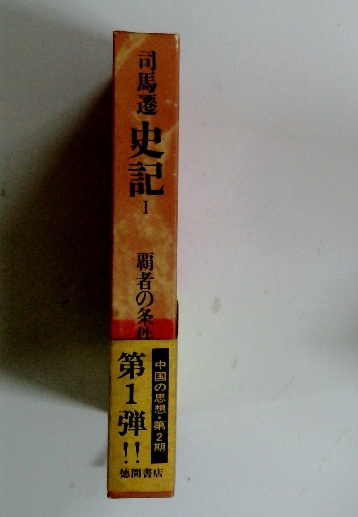 司馬遷
史記
I
覇者の条件
第1弾!!
中国の思想・第2期
徳間書店